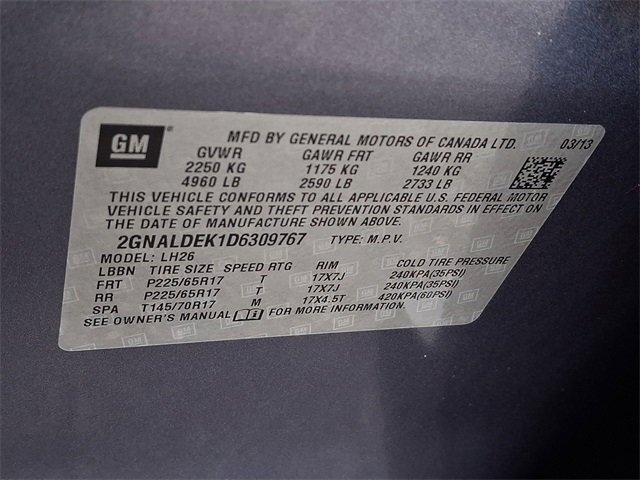 GM ® MFD BY GENERAL MOTORS OF CANADA LTD. 03/13
GVWR GAWR FRT GAWR RR
2250 KG 1175 KG 1240 KG
4960 LB 2590 LB 2733 LB
THIS VEHICLE CONFORMS TO ALL APPLICABLE U.S. FEDERAL MOTOR
VEHICLE SAFETY AND THEFT PREVENTION STANDARDS IN EFFECT ON
THE DATE OF MANUFACTURE SHOWN ABOVE.
2GNALDEK1D6309767 TYPE: M.P.V.
MODEL: LH26
LBBN TIRE SIZE SPEED RTG RIM COLD TIRE PRESSURE
FRT P225/65R17 T 17X7J 240KPA(35PSI)
RR P225/65R17 T 17X7J 240KPA(35PSI)
SPA T145/70R17 M 17X4.5T 420KPA(60PSI)
SEE OWNER'S MANUAL FOR MORE INFORMATION.